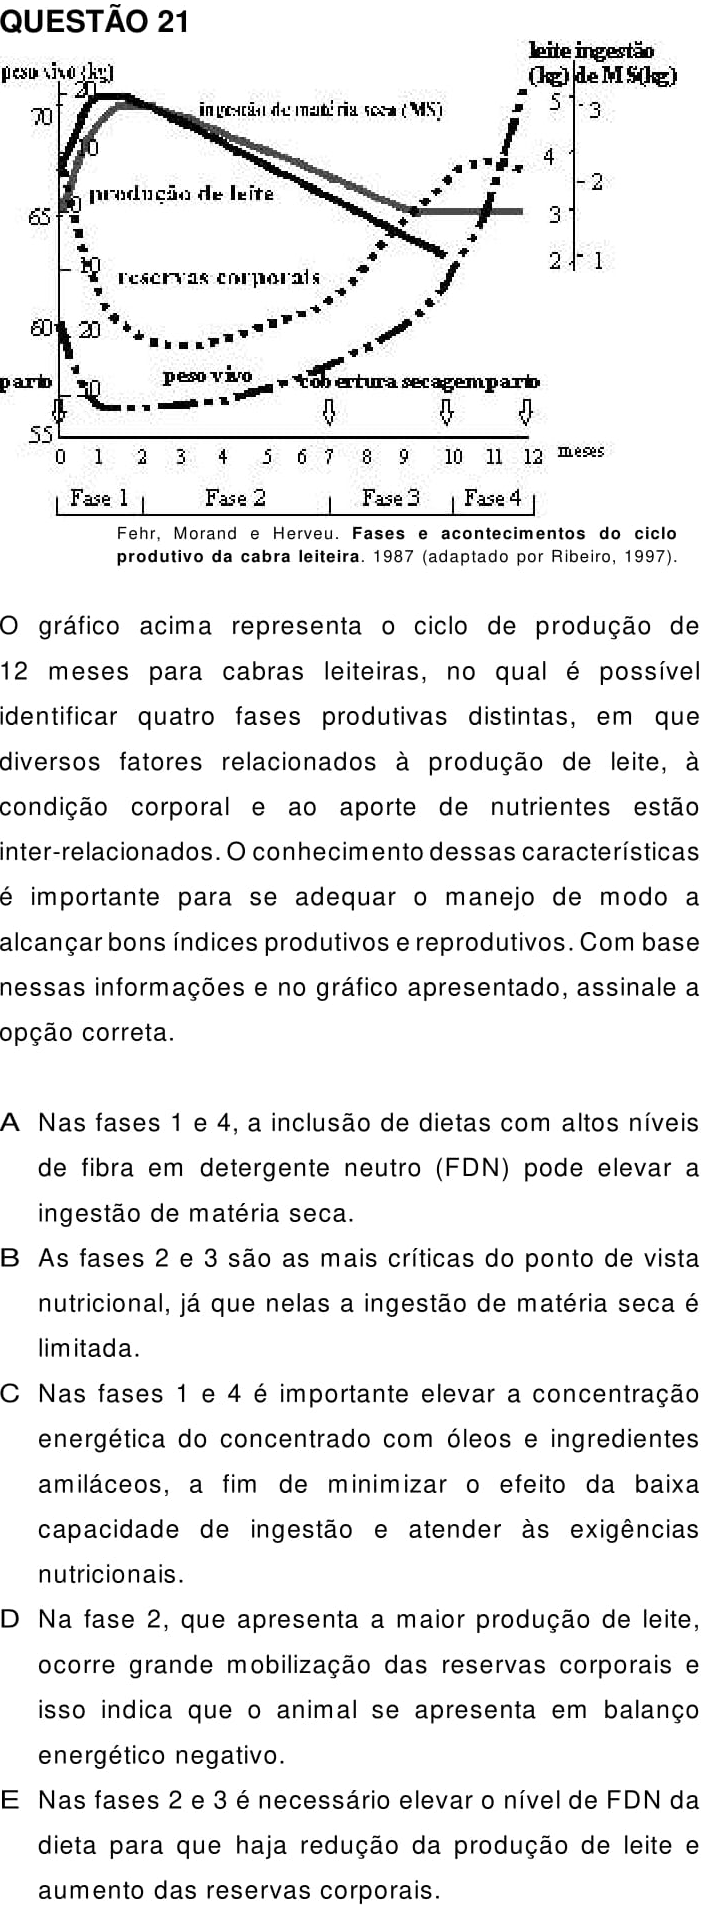 QUESTÃO 21
leite ingestão
peso vivo (kg)
(kg) de MS(kg)
20
70
ingestão de matéria seca (MS)
5
3
10
4
produção de leite
2
65
0
3
10
reservas corporais
2
1
60
20
parto
peso vivo
cobertura secagem parto
55
0 1 2 3 4 5 6 7 8 9 10 11 12 meses
Fase 1 Fase 2 Fase 3 Fase 4
Fehr, Morand e Herveu. Fases e acontecimentos do ciclo
produtivo da cabra leiteira. 1987 (adaptado por Ribeiro, 1997).
O gráfico acima representa o ciclo de produção de
12 meses para cabras leiteiras, no qual é possível
identificar quatro fases produtivas distintas, em que
diversos fatores relacionados à produção de leite, à
condição corporal e ao aporte de nutrientes estão
inter-relacionados. O conhecimento dessas características
é importante para se adequar o manejo de modo a
alcançar bons índices produtivos e reprodutivos. Com base
nessas informações e no gráfico apresentado, assinale a
opção correta.
A Nas fases 1 e 4, a inclusão de dietas com altos níveis
de fibra em detergente neutro (FDN) pode elevar a
ingestão de matéria seca.
B As fases 2 e 3 são as mais críticas do ponto de vista
nutricional, já que nelas a ingestão de matéria seca é
limitada.
C Nas fases 1 e 4 é importante elevar a concentração
energética do concentrado com óleos e ingredientes
amiláceos, a fim de minimizar o efeito da baixa
capacidade de ingestão e atender às exigências
nutricionais.
D Na fase 2, que apresenta a maior produção de leite,
ocorre grande mobilização das reservas corporais e
isso indica que o animal se apresenta em balanço
energético negativo.
E Nas fases 2 e 3 é necessário elevar o nível de FDN da
dieta para que haja redução da produção de leite e
aumento das reservas corporais.